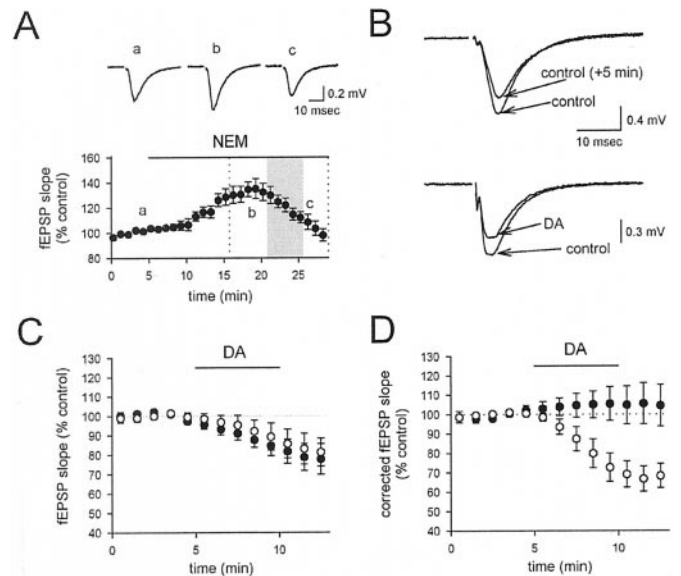 A
a
b
c
0.2 mV
10 msec
NEM
fEPSP slope
(% control)
160
140
120
100
80
a
b
c
0
5
10
15
20
25
time (min)
B
control (+5 min)
control
0.4 mV
10 msec
DA
control
0.3 mV
C
DA
fEPSP slope (% control)
130
120
110
100
90
80
70
60
50
40
0
5
10
time (min)
D
DA
corrected fEPSP slope
(% control)
130
120
110
100
90
80
70
60
50
40
0
5
10
time (min)